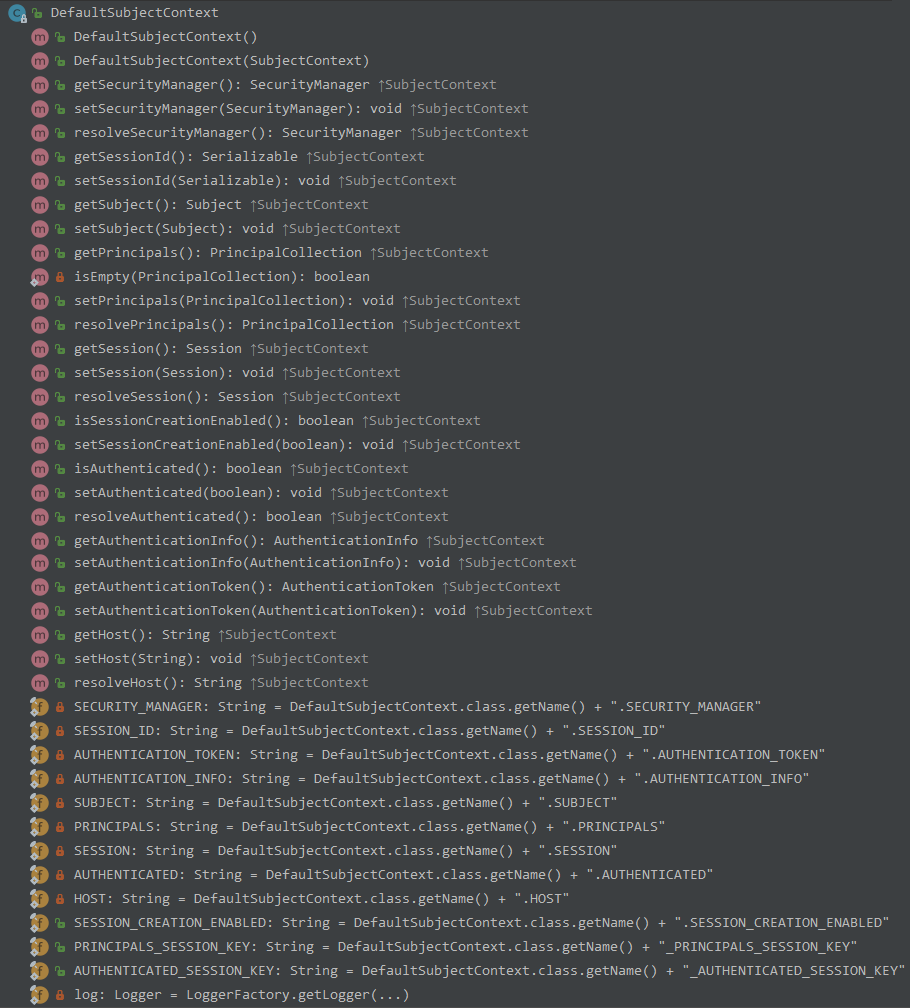 DefaultSubjectContext
DefaultSubjectContext()
DefaultSubjectContext(SubjectContext)
getSecurityManager(): SecurityManager ↑SubjectContext
setSecurityManager(SecurityManager): void ↑SubjectContext
resolveSecurityManager(): SecurityManager ↑SubjectContext
getSessionId(): Serializable ↑SubjectContext
setSessionId(Serializable): void ↑SubjectContext
getSubject(): Subject ↑SubjectContext
setSubject(Subject): void ↑SubjectContext
getPrincipals(): PrincipalCollection ↑SubjectContext
isEmpty(PrincipalCollection): boolean
setPrincipals(PrincipalCollection): void ↑SubjectContext
resolvePrincipals(): PrincipalCollection ↑SubjectContext
getSession(): Session ↑SubjectContext
setSession(Session): void ↑SubjectContext
resolveSession(): Session ↑SubjectContext
isSessionCreationEnabled(): boolean ↑SubjectContext
setSessionCreationEnabled(boolean): void ↑SubjectContext
isAuthenticated(): boolean ↑SubjectContext
setAuthenticated(boolean): void ↑SubjectContext
resolveAuthenticated(): boolean ↑SubjectContext
getAuthenticationInfo(): AuthenticationInfo ↑SubjectContext
setAuthenticationInfo(AuthenticationInfo): void ↑SubjectContext
getAuthenticationToken(): AuthenticationToken ↑SubjectContext
setAuthenticationToken(AuthenticationToken): void ↑SubjectContext
getHost(): String ↑SubjectContext
setHost(String): void ↑SubjectContext
resolveHost(): String ↑SubjectContext
SECURITY_MANAGER: String = DefaultSubjectContext.class.getName() + ".SECURITY_MANAGER"
SESSION_ID: String = DefaultSubjectContext.class.getName() + ".SESSION_ID"
AUTHENTICATION_TOKEN: String = DefaultSubjectContext.class.getName() + ".AUTHENTICATION_TOKEN"
AUTHENTICATION_INFO: String = DefaultSubjectContext.class.getName() + ".AUTHENTICATION_INFO"
SUBJECT: String = DefaultSubjectContext.class.getName() + ".SUBJECT"
PRINCIPALS: String = DefaultSubjectContext.class.getName() + ".PRINCIPALS"
SESSION: String = DefaultSubjectContext.class.getName() + ".SESSION"
AUTHENTICATED: String = DefaultSubjectContext.class.getName() + ".AUTHENTICATED"
HOST: String = DefaultSubjectContext.class.getName() + ".HOST"
SESSION_CREATION_ENABLED: String = DefaultSubjectContext.class.getName() + ".SESSION_CREATION_ENABLED"
PRINCIPALS_SESSION_KEY: String = DefaultSubjectContext.class.getName() + "_PRINCIPALS_SESSION_KEY"
AUTHENTICATED_SESSION_KEY: String = DefaultSubjectContext.class.getName() + "_AUTHENTICATED_SESSION_KEY"
log: Logger = LoggerFactory.getLogger(...)